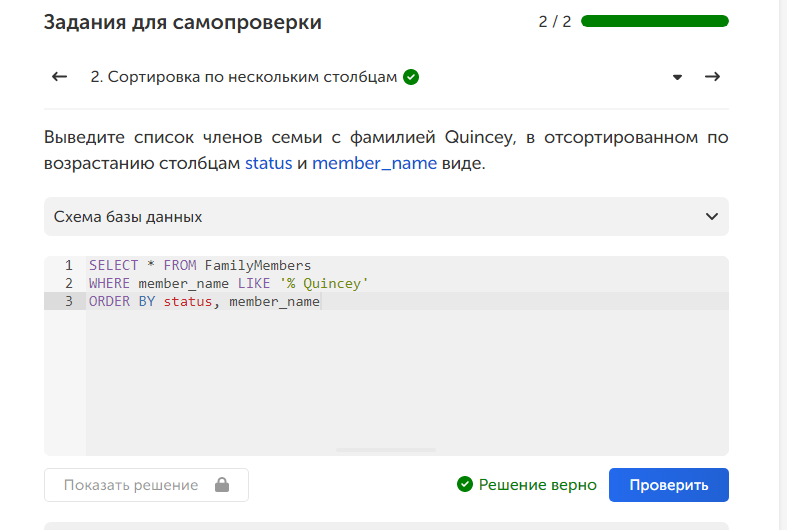 Задания для самопроверки
2 / 2
2. Сортировка по нескольким столбцам
Выведите список членов семьи с фамилией Quincey, в отсортированном по
возрастанию столбцам status и member_name виде.
Схема базы данных
1 SELECT * FROM FamilyMembers
2 WHERE member_name LIKE '% Quincey'
3 ORDER BY status, member_name
Показать решение
Решение верно
Проверить